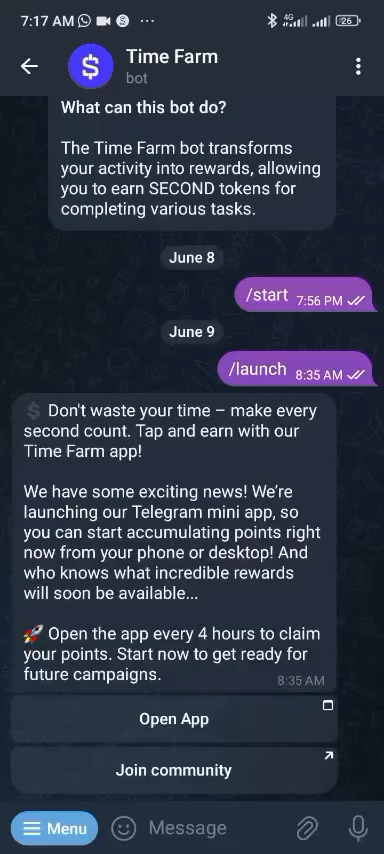 7:17 AM
4G
26
Time Farm
bot
What can this bot do?
The Time Farm bot transforms
your activity into rewards, allowing
you to earn SECOND tokens for
completing various tasks.
June 8
/start 7:56 PM
June 9
/launch 8:35 AM
Don't waste your time – make every
second count. Tap and earn with our
Time Farm app!
We have some exciting news! We’re
launching our Telegram mini app, so
you can start accumulating points right
now from your phone or desktop! And
who knows what incredible rewards
will soon be available...
🚀 Open the app every 4 hours to claim
your points. Start now to get ready for
future campaigns.
8:35 AM
Open App
Join community
Menu
Message